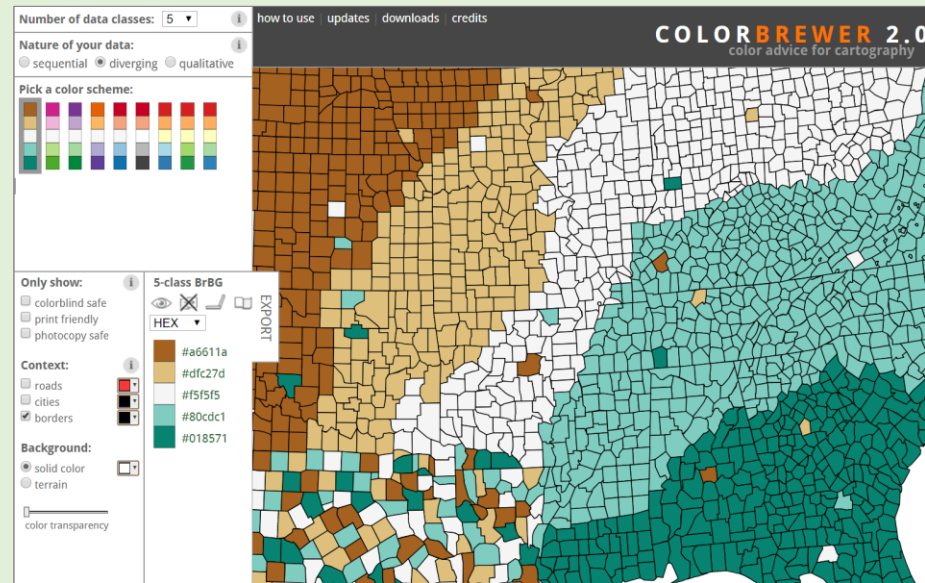 Number of data classes: 5
how to use | updates | downloads | credits
COLORBREWER 2.0
color advice for cartography
Nature of your data:
sequential diverging qualitative
Pick a color scheme:
Only show:
colorblind safe
print friendly
photocopy safe
Context:
roads
cities
borders
Background:
solid color
terrain
color transparency
5-class BrBG
EXPORT
HEX
#a6611a
#dfc27d
#f5f5f5
#80cdc1
#018571